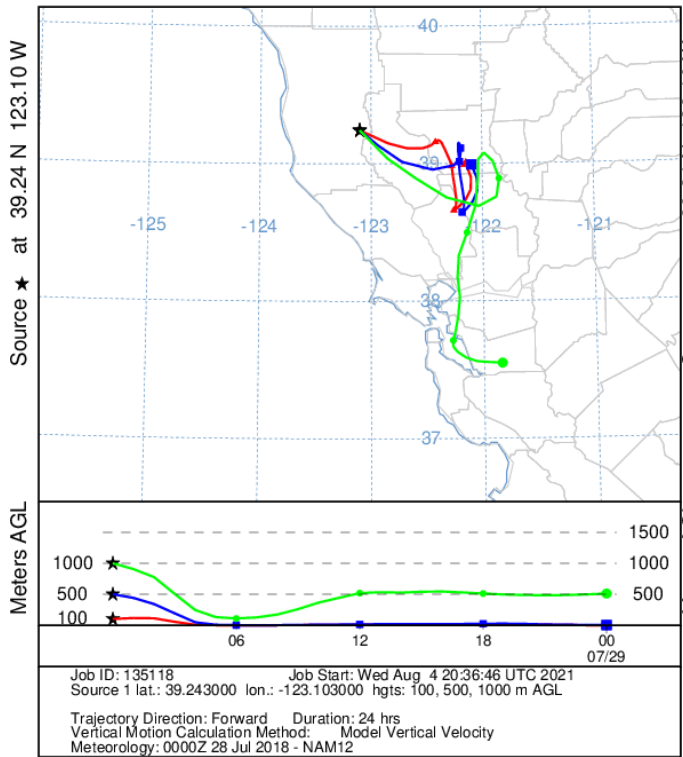 Source ★ at 39.24 N 123.10 W
40
39
-125
-124
-123
-122
-121
38
37
Meters AGL
1500
1000
1000
500
500
100
06
12
18
00
07/29
Job ID: 135118 Job Start: Wed Aug 4 20:36:46 UTC 2021
Source 1 lat.: 39.243000 lon.: -123.103000 hgts: 100, 500, 1000 m AGL
Trajectory Direction: Forward Duration: 24 hrs
Vertical Motion Calculation Method: Model Vertical Velocity
Meteorology: 0000Z 28 Jul 2018 - NAM12